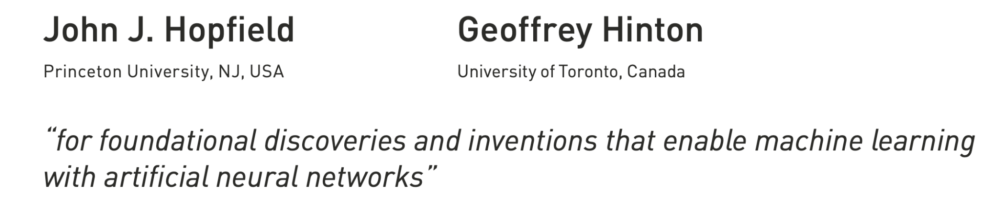 John J. Hopfield
Princeton University, NJ, USA
Geoffrey Hinton
University of Toronto, Canada
“for foundational discoveries and inventions that enable machine learning
with artificial neural networks”